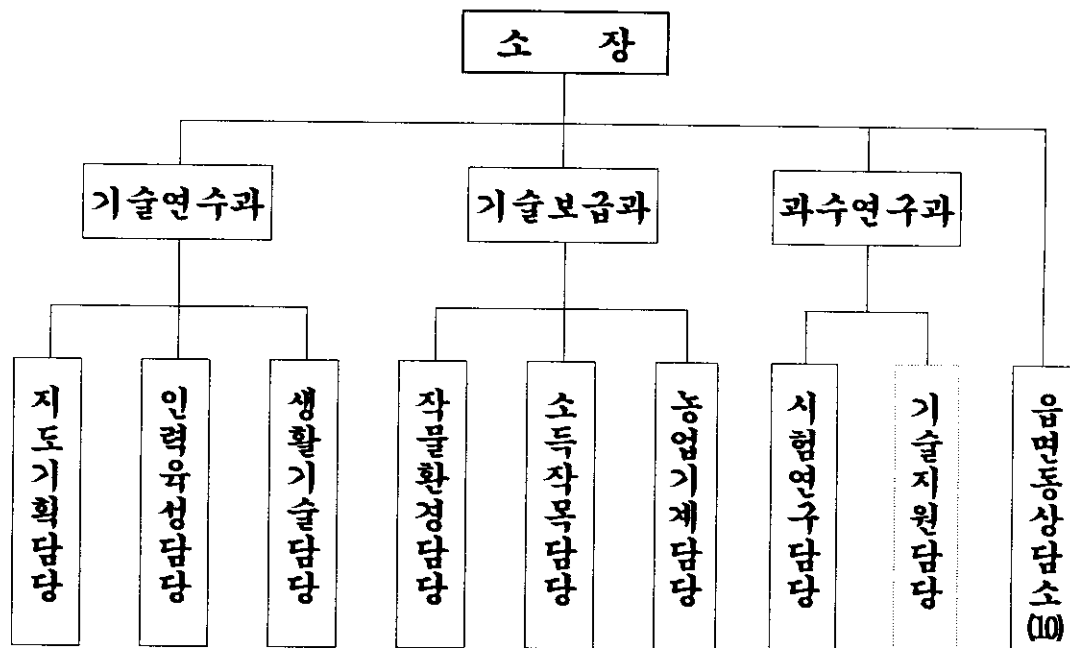 소 장
기술연수과
기술보급과
과수연구과
지도기획담당
인력육성담당
생활기술담당
작물환경담당
소득작목담당
농업기계담당
시험연구담당
기술지원담당
읍면동상담소(10)